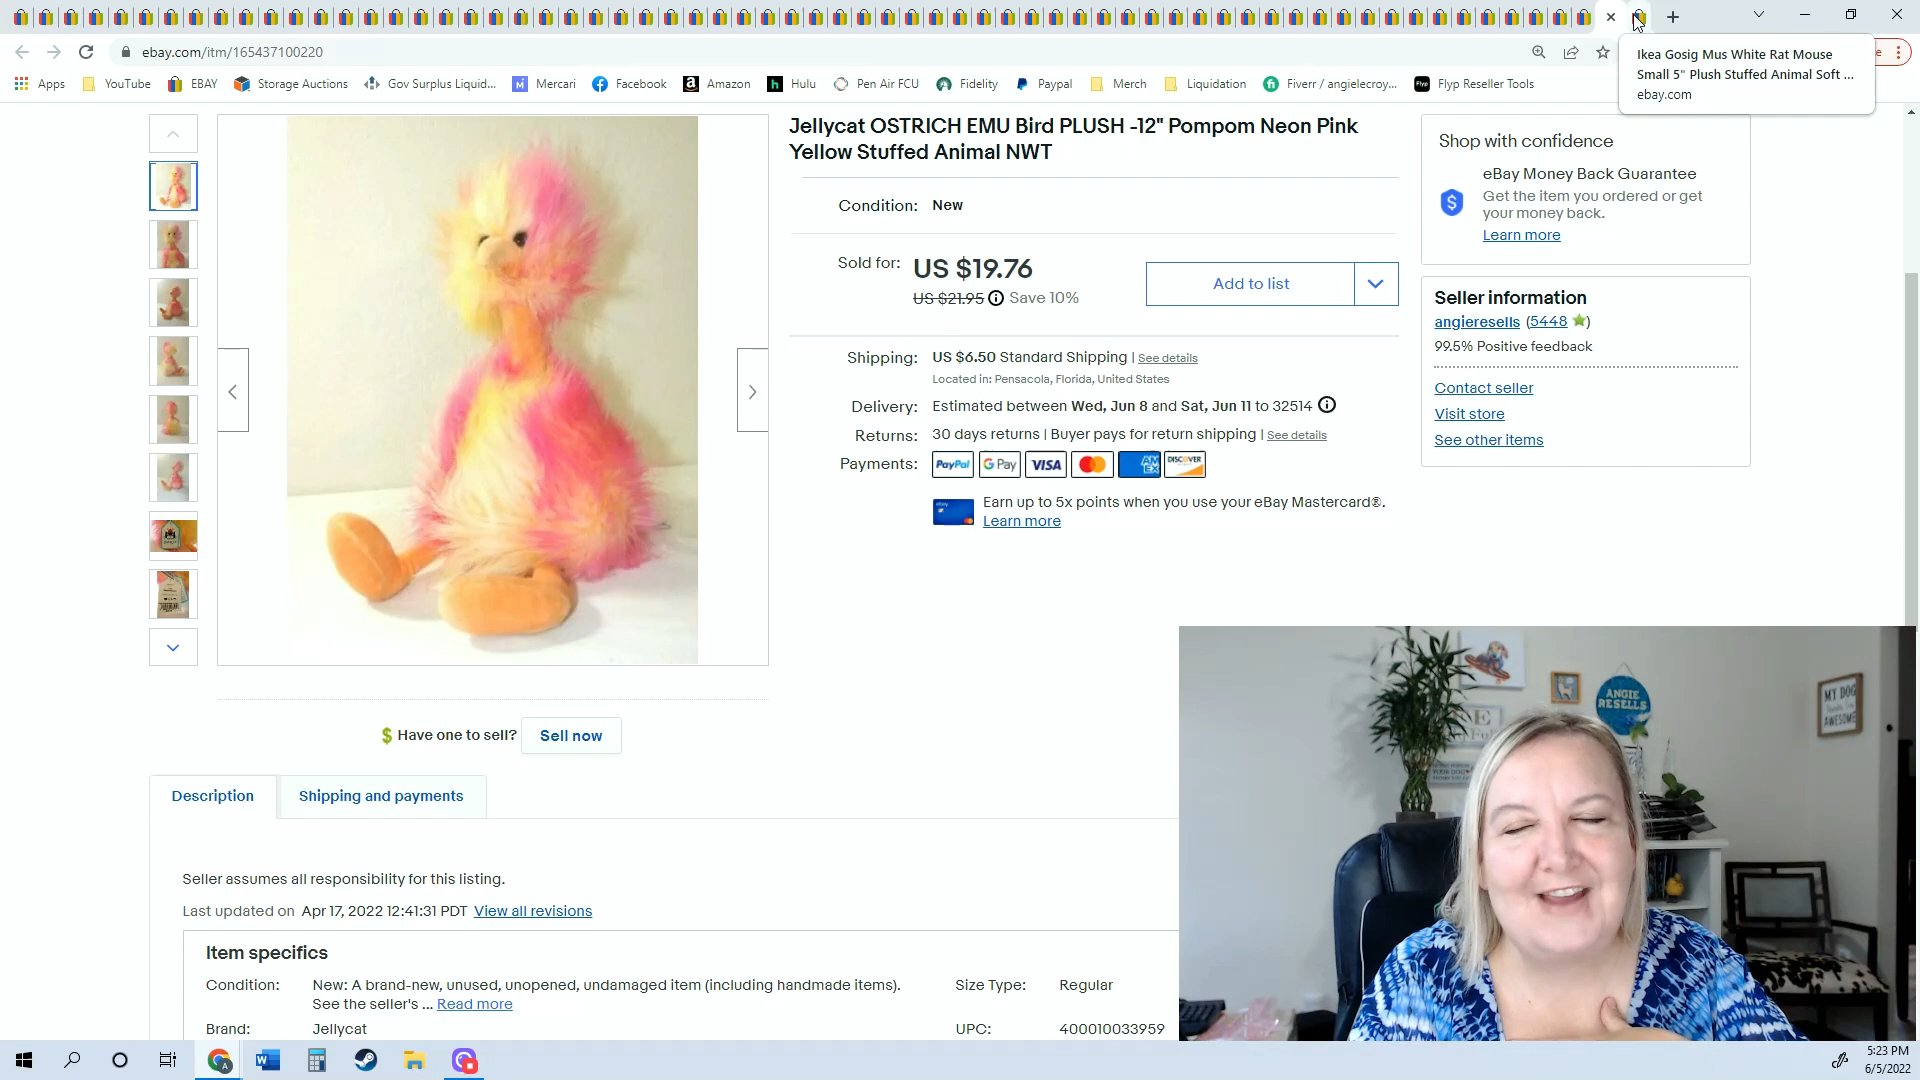 ebay.com/itm/165437100220
Ikea Gosig Mus White Rat Mouse
Small 5" Plush Stuffed Animal Soft ...
ebay.com
Apps YouTube EBAY Storage Auctions Gov Surplus Liquid... Mercari Facebook Amazon Hulu Pen Air FCU Fidelity Paypal Merch Liquidation Fiverr / angielecroy... Flyp Reseller Tools
Jellycat OSTRICH EMU Bird PLUSH -12" Pompom Neon Pink
Yellow Stuffed Animal NWT
Condition: New
Sold for: US $19.76
US $21.95 Save 10%
Add to list
Shipping: US $6.50 Standard Shipping | See details
Located in: Pensacola, Florida, United States
Delivery: Estimated between Wed, Jun 8 and Sat, Jun 11 to 32514
Returns: 30 days returns | Buyer pays for return shipping | See details
Payments: PayPal G Pay VISA AM EX DISCOVER
Earn up to 5x points when you use your eBay Mastercard®.
Learn more
Shop with confidence
eBay Money Back Guarantee
Get the item you ordered or get
your money back.
Learn more
Seller information
angieresells (5448)
99.5% Positive feedback
Contact seller
Visit store
See other items
Have one to sell? Sell now
Description Shipping and payments
Seller assumes all responsibility for this listing.
Last updated on Apr 17, 2022 12:41:31 PDT View all revisions
Item specifics
Condition: New: A brand-new, unused, unopened, undamaged item (including handmade items).
See the seller's ... Read more
Size Type: Regular
Brand: Jellycat
UPC: 400010033959
ANGIE
RESELLS
MY DOG
AWESOME
5:23 PM
6/5/2022